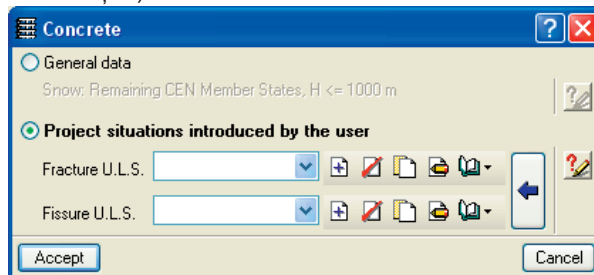 Concrete
General data
Snow: Remaining CEN Member States, H <= 1000 m
Project situations introduced by the user
Fracture U.L.S.
Fissure U.L.S.
Accept
Cancel